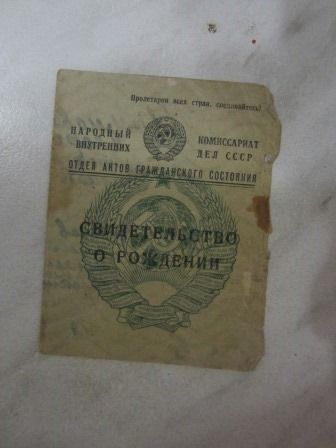 Пролетарии всех стран, соединяйтесь!
НАРОДНЫЙ КОМИССАРИАТ
ВНУТРЕННИХ ДЕЛ СССР
ОТДЕЛ АКТОВ ГРАЖДАНСКОГО СОСТОЯНИЯ
СВИДЕТЕЛЬСТВО
О РОЖДЕНИИ